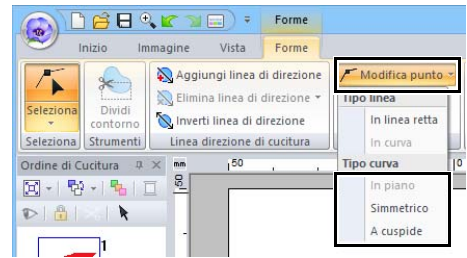 Forme
Inizio
Immagine
Vista
Forme
Seleziona
Dividi
contorno
Aggiungi linea di direzione
Elimina linea di direzione
Inverti linea di direzione
Modifica punto
Tipo linea
In linea retta
In curva
Tipo curva
In piano
Simmetrico
A cuspide
Seleziona
Strumenti
Linea direzione di cucitura
Ordine di Cucitura
mm
50
0
50
1